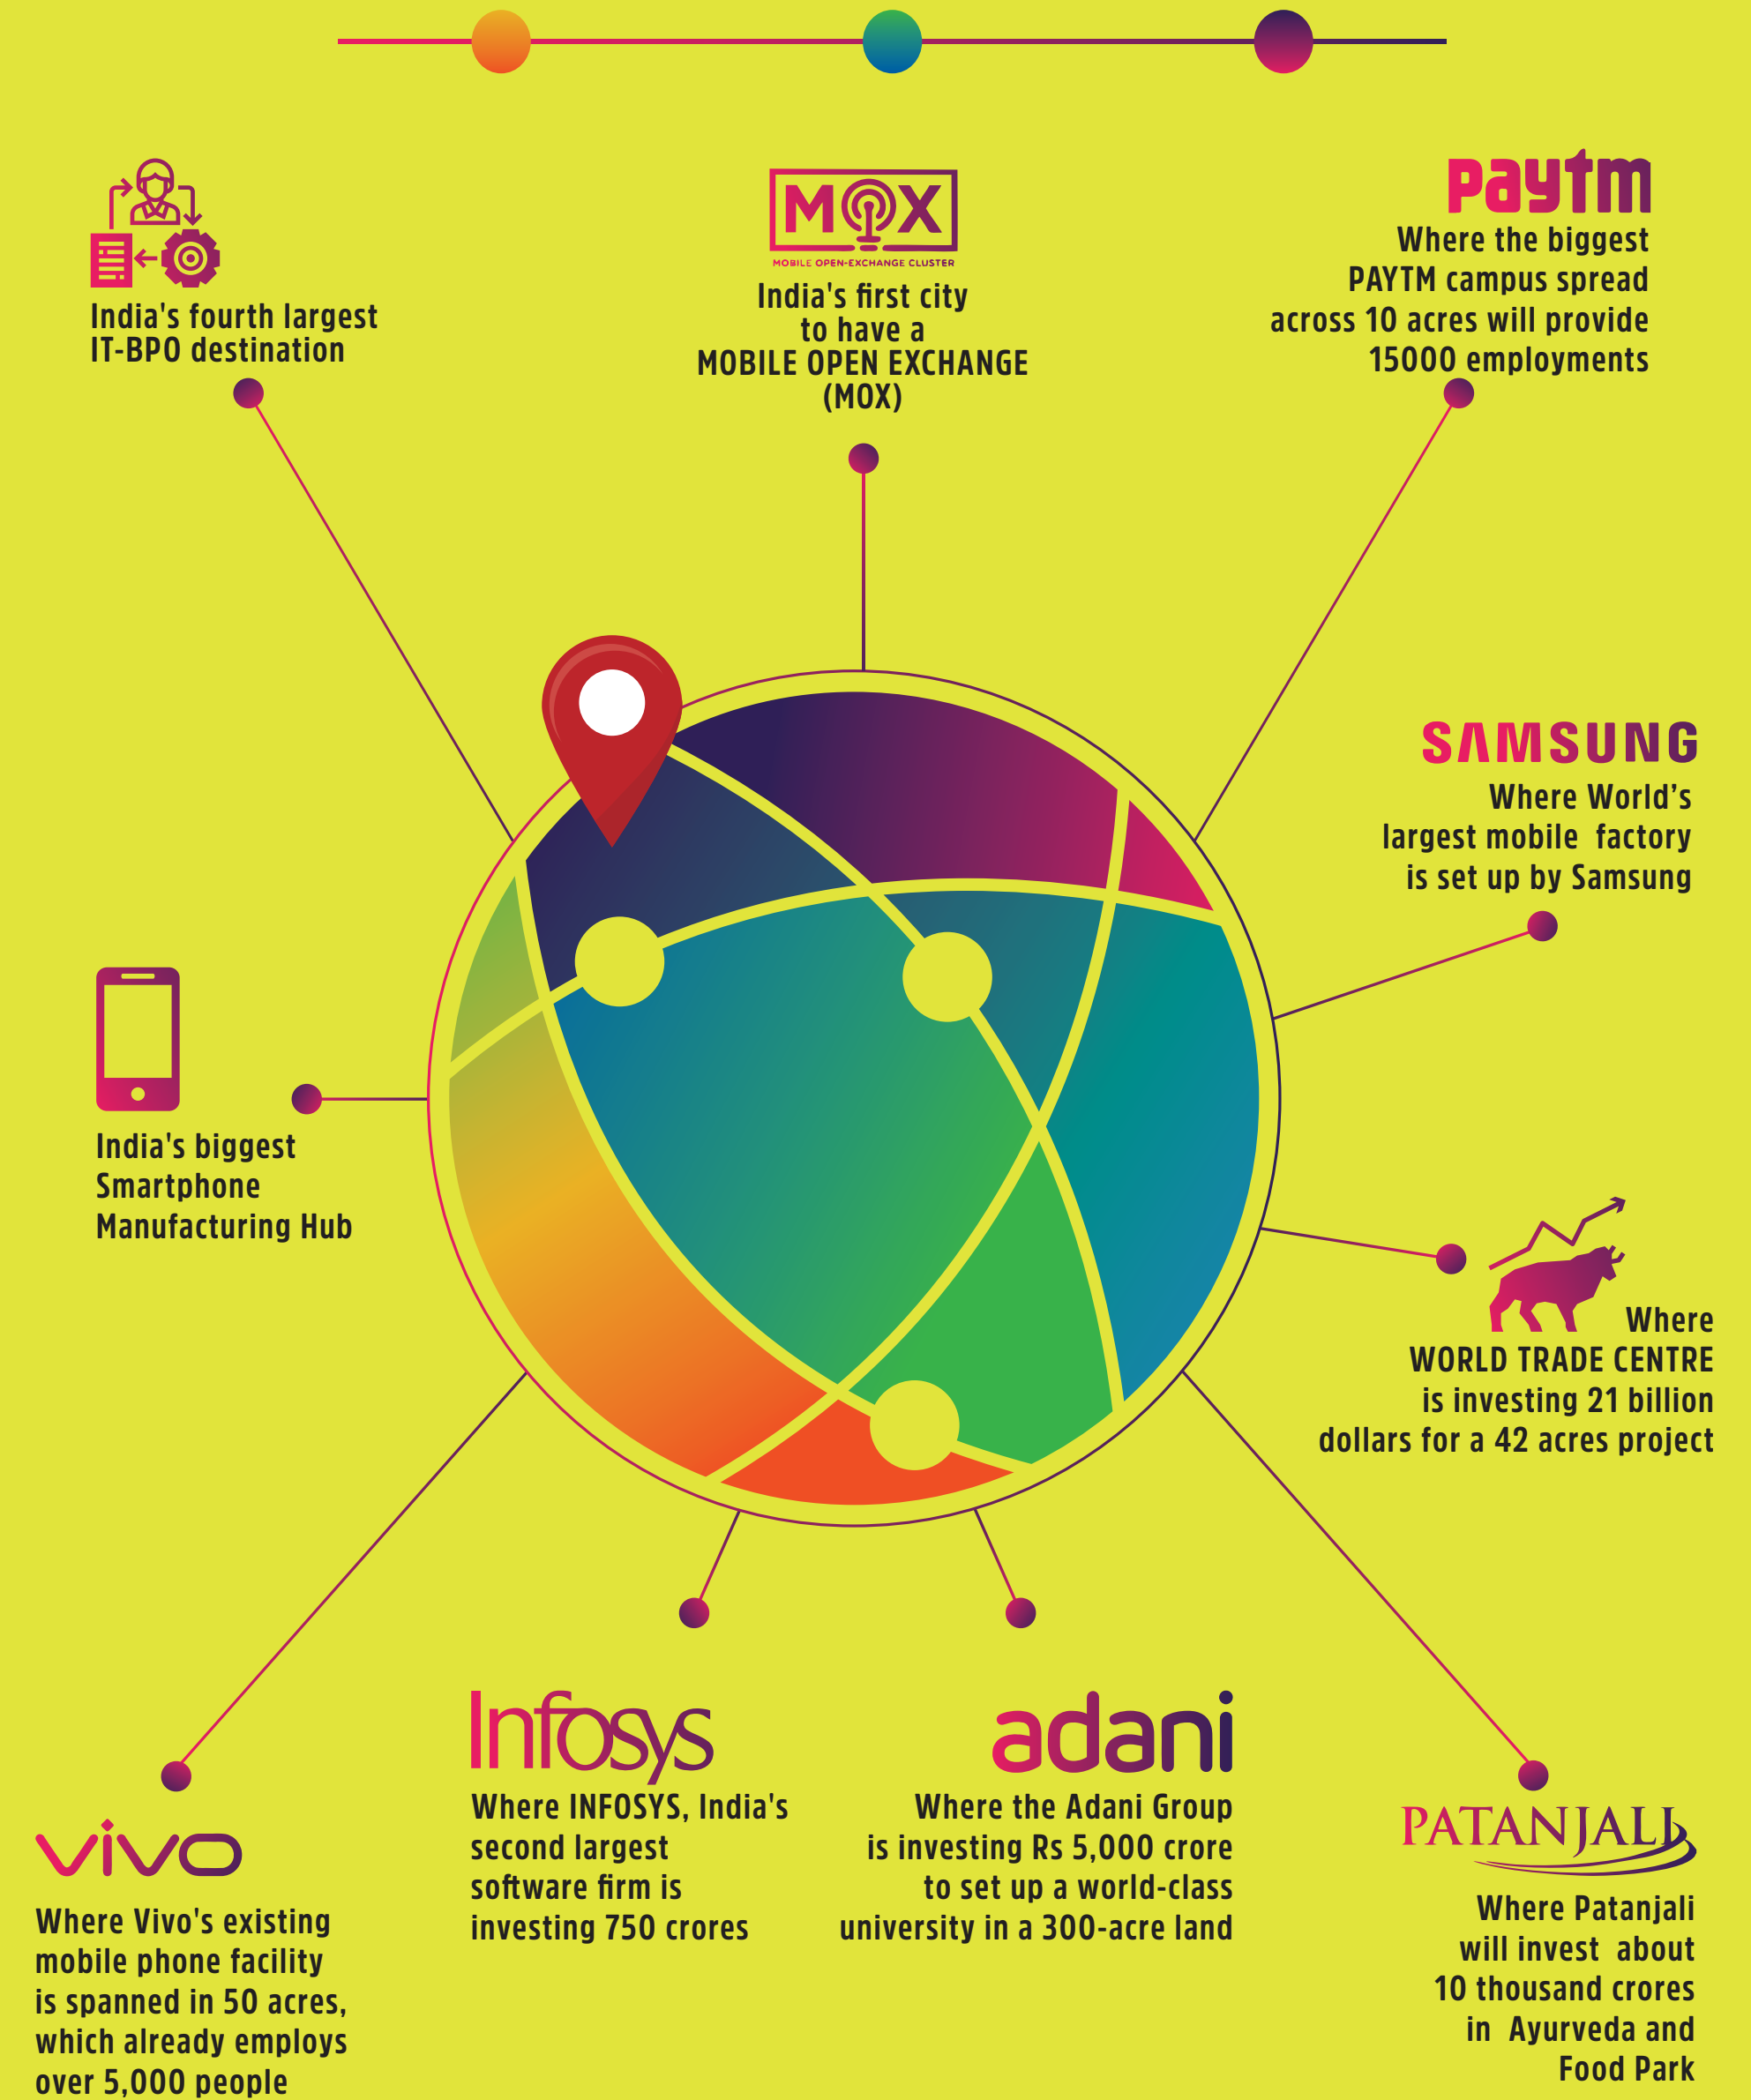 India's fourth largest
IT-BPO destination
MOX
MOBILE OPEN-EXCHANGE CLUSTER
India's first city
to have a
MOBILE OPEN EXCHANGE
(MOX)
paytm
Where the biggest
PAYTM campus spread
across 10 acres will provide
15000 employments
SAMSUNG
Where World’s
largest mobile factory
is set up by Samsung
India's biggest
Smartphone
Manufacturing Hub
Where
WORLD TRADE CENTRE
is investing 21 billion
dollars for a 42 acres project
vivo
Where Vivo's existing
mobile phone facility
is spanned in 50 acres,
which already employs
over 5,000 people
Infosys
Where INFOSYS, India's
second largest
software firm is
investing 750 crores
adani
Where the Adani Group
is investing Rs 5,000 crore
to set up a world-class
university in a 300-acre land
PATANJALI
Where Patanjali
will invest about
10 thousand crores
in Ayurveda and
Food Park